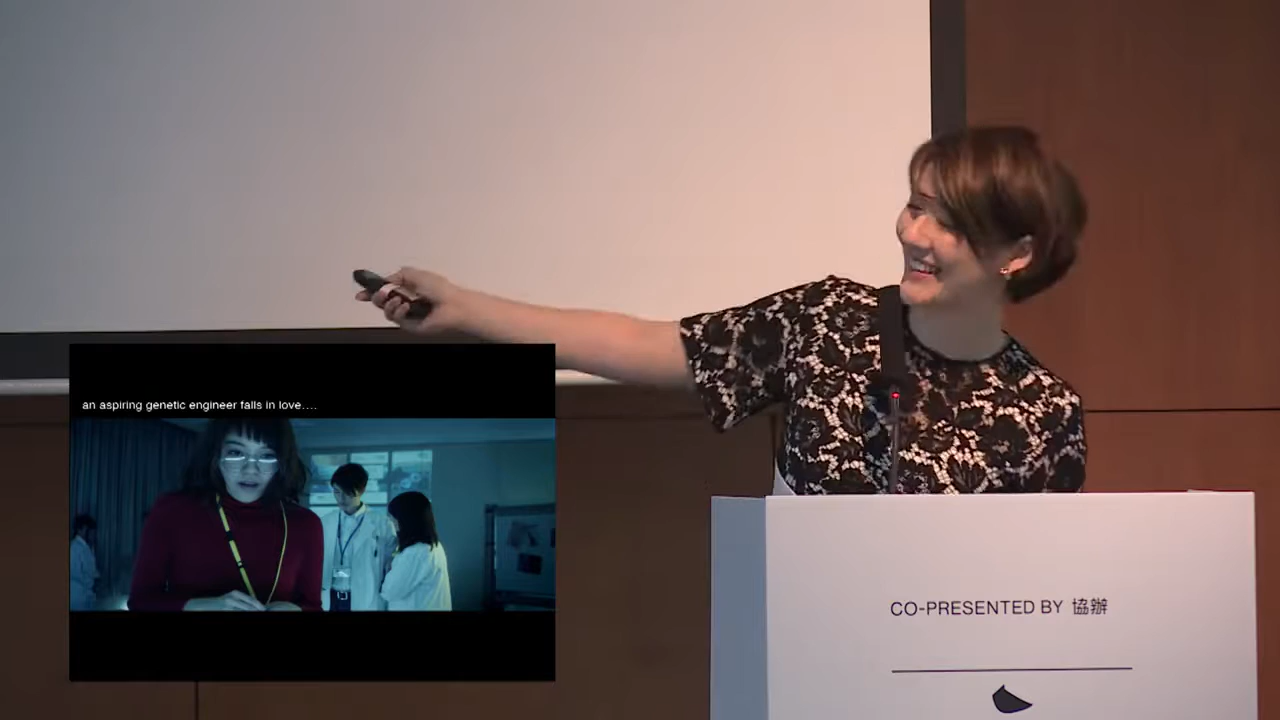 an aspiring genetic engineer falls in love….
CO-PRESENTED BY 協辦